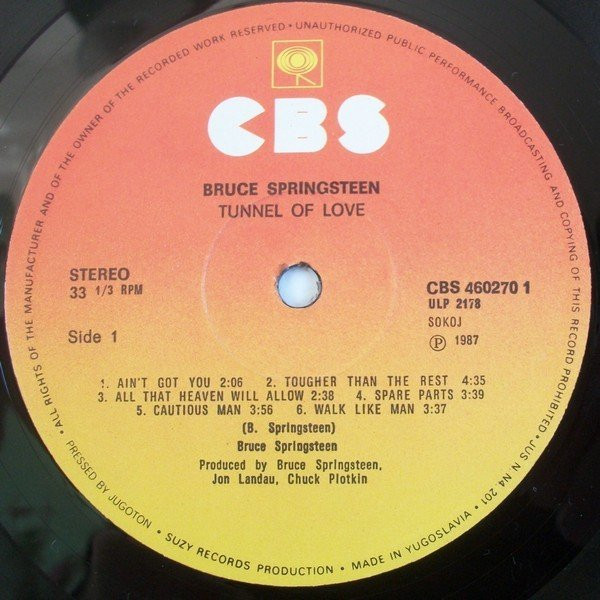 ALL RIGHTS OF THE MANUFACTURER AND OF THE OWNER OF THE RECORDED WORK RESERVED • UNAUTHORIZED PUBLIC PERFORMANCE BROADCASTING AND COPYING OF THIS RECORD PROHIBITED • JUS N N4 201 •
CBS
BRUCE SPRINGSTEEN
TUNNEL OF LOVE
STEREO
33 1/3 RPM
Side 1
CBS 460270 1
ULP 2178
SOKOJ
Ⓟ 1987
1. AIN'T GOT YOU 2:06 2. TOUGHER THAN THE REST 4:35
3. ALL THAT HEAVEN WILL ALLOW 2:38 4. SPARE PARTS 3:39
5. CAUTIOUS MAN 3:56 6. WALK LIKE MAN 3:37
(B. Springsteen)
Bruce Springsteen
Produced by Bruce Springsteen,
Jon Landau, Chuck Plotkin
PRESSED BY JUGOTON • SUZY RECORDS PRODUCTION • MADE IN YUGOSLAVIA •